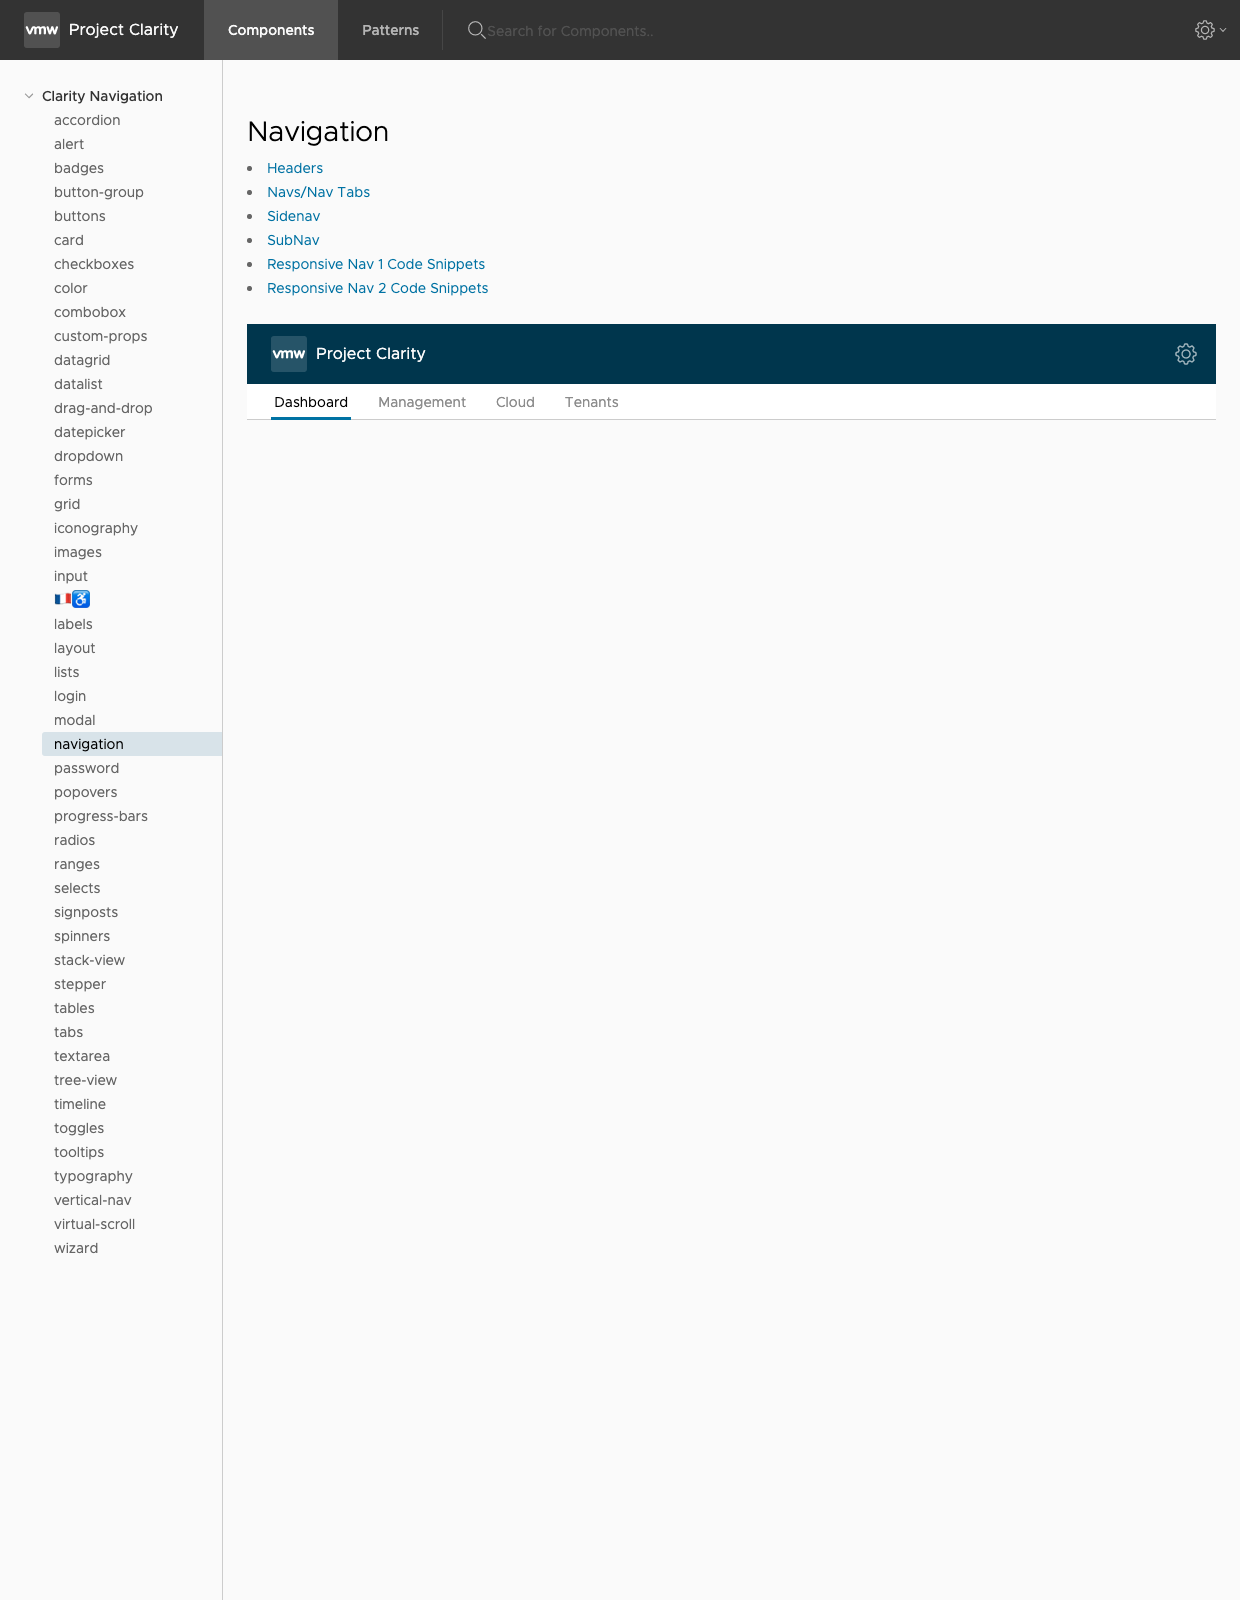 vmw Project Clarity Components Patterns Search for Components..
Clarity Navigation
accordion
alert
badges
button-group
buttons
card
checkboxes
color
combobox
custom-props
datagrid
datalist
drag-and-drop
datepicker
dropdown
forms
grid
iconography
images
input
🇫🇷♿
labels
layout
lists
login
modal
navigation
password
popovers
progress-bars
radios
ranges
selects
signposts
spinners
stack-view
stepper
tables
tabs
textarea
tree-view
timeline
toggles
tooltips
typography
vertical-nav
virtual-scroll
wizard
Navigation
Headers
Navs/Nav Tabs
Sidenav
SubNav
Responsive Nav 1 Code Snippets
Responsive Nav 2 Code Snippets
vmw Project Clarity
Dashboard Management Cloud Tenants